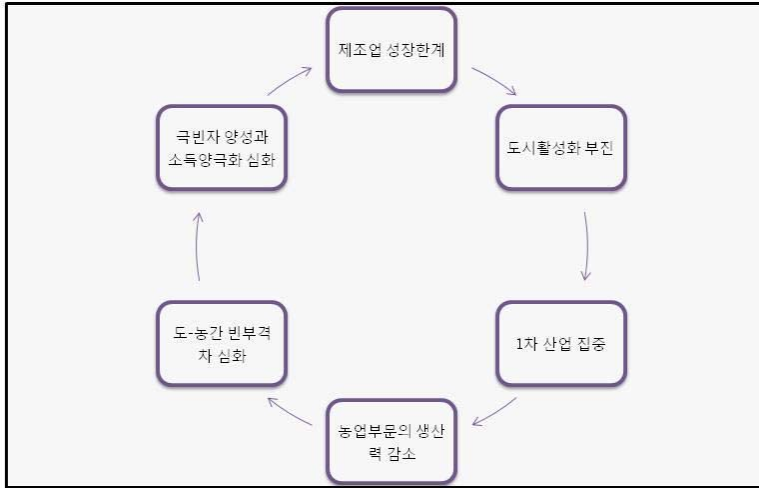 제조업 성장한계
도시활성화 부진
1차 산업 집중
농업부문의 생산
력 감소
도-농간 빈부격
차 심화
극빈자 양성과
소득양극화 심화